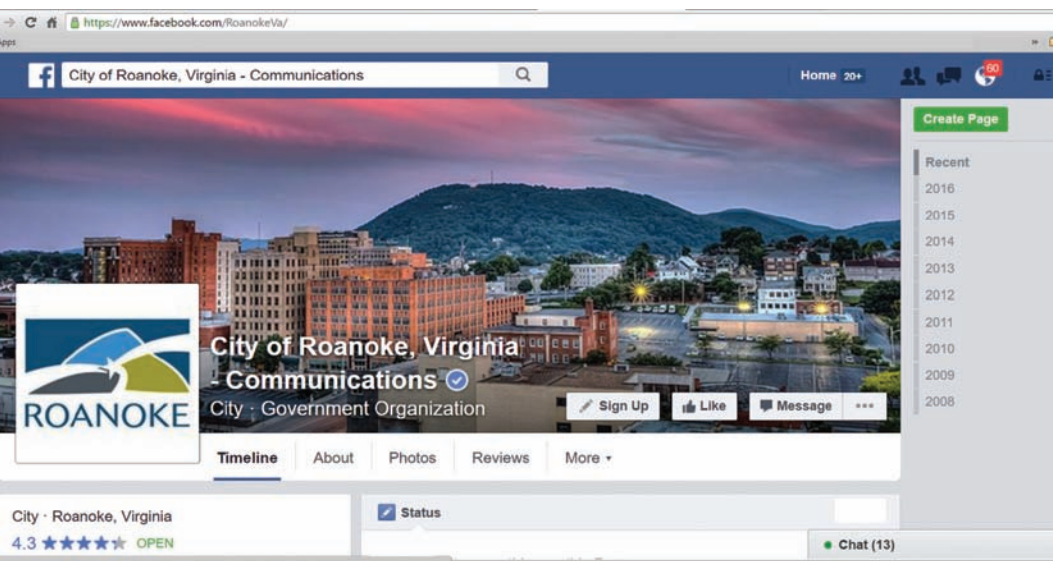 https://www.facebook.com/RoanokeVa/
Apps
»
f City of Roanoke, Virginia - Communications
Home 20+
60
Create Page
Recent
2016
2015
2014
2013
2012
2011
2010
2009
2008
ROANOKE
City of Roanoke, Virginia
- Communications
City · Government Organization
Sign Up
Like
Message
•••
Timeline
About
Photos
Reviews
More
City · Roanoke, Virginia
4.3 ★★★★★ OPEN
Status
Chat (13)